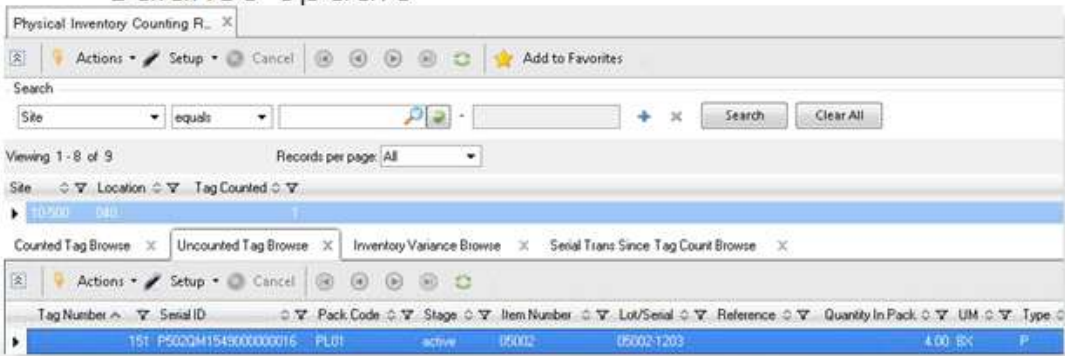 Physical Inventory Counting R...
Actions Setup Cancel Add to Favorites
Search
Site equals - Search Clear All
Viewing 1 - 8 of 9 Records per page: All
Site Location Tag Counted
10-500 040 1
Counted Tag Browse Uncounted Tag Browse Inventory Variance Browse Serial Trans Since Tag Count Browse
Actions Setup Cancel
Tag Number Serial ID Pack Code Stage Item Number Lot/Serial Reference Quantity In Pack UM Type
151 P502QM1549000000016 PL01 active 05002 05002-1203 4.00 BX P